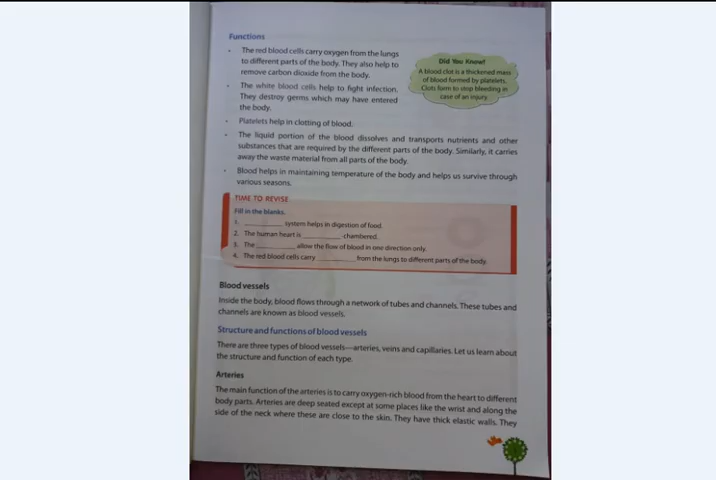 Functions
• The red blood cells carry oxygen from the lungs
to different parts of the body. They also help to
remove carbon dioxide from the body.
• The white blood cells help to fight infection.
They destroy germs which may have entered
the body.
Did You Know?
A blood clot is a thickened mass
of blood formed by platelets.
Clots form to stop bleeding in
case of an injury.
• Platelets help in clotting of blood.
• The liquid portion of the blood dissolves and transports nutrients and other
substances that are required by the different parts of the body. Similarly, it carries
away the waste material from all parts of the body.
• Blood helps in maintaining temperature of the body and helps us survive through
various seasons.
TIME TO REVISE
Fill in the blanks.
1. ________ system helps in digestion of food.
2. The human heart is ________ -chambered.
3. The ________ allow the flow of blood in one direction only.
4. The red blood cells carry ________ from the lungs to different parts of the body.
Blood vessels
Inside the body, blood flows through a network of tubes and channels. These tubes and
channels are known as blood vessels.
Structure and functions of blood vessels
There are three types of blood vessels—arteries, veins and capillaries. Let us learn about
the structure and function of each type.
Arteries
The main function of the arteries is to carry oxygen-rich blood from the heart to different
body parts. Arteries are deep seated except at some places like the wrist and along the
side of the neck where these are close to the skin. They have thick elastic walls. They